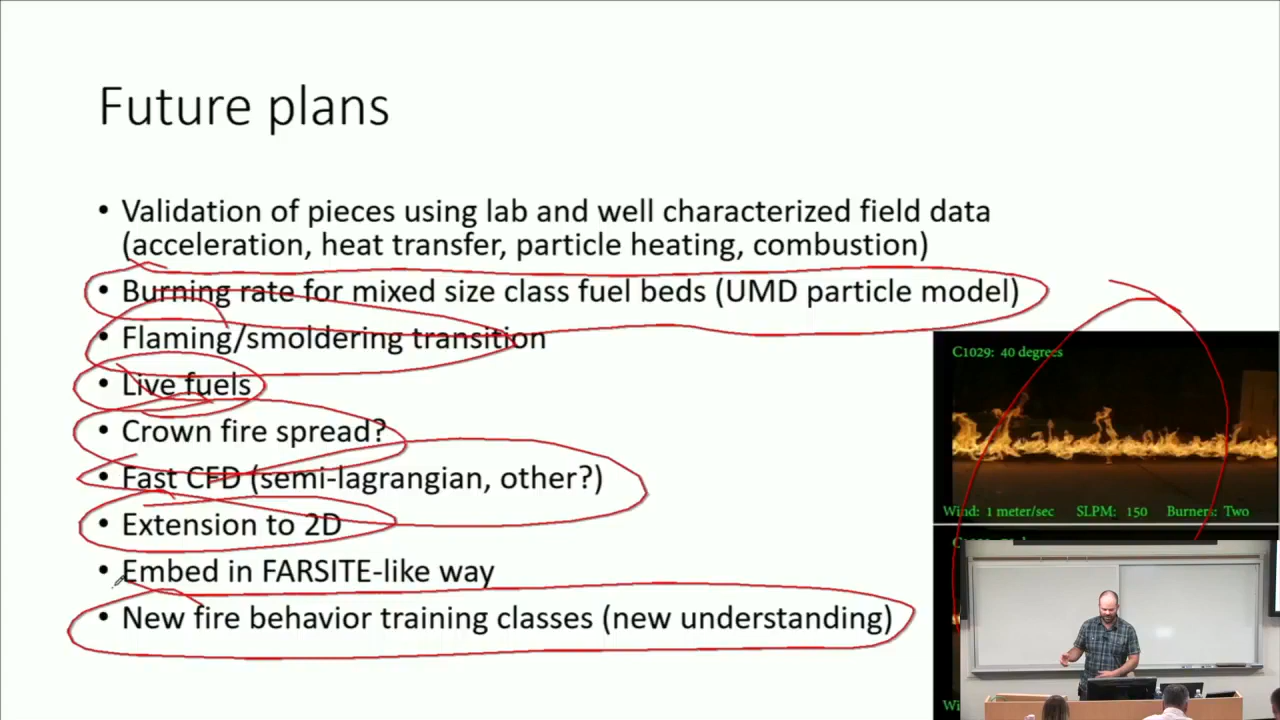 Future plans
• Validation of pieces using lab and well characterized field data
(acceleration, heat transfer, particle heating, combustion)
• Burning rate for mixed size class fuel beds (UMD particle model)
• Flaming/smoldering transition
• Live fuels
• Crown fire spread?
• Fast CFD (semi-lagrangian, other?)
• Extension to 2D
• Embed in FARSITE-like way
• New fire behavior training classes (new understanding)
C1029: 40 degrees
Wind: 1 meter/sec SLPM: 150 Burners: Two